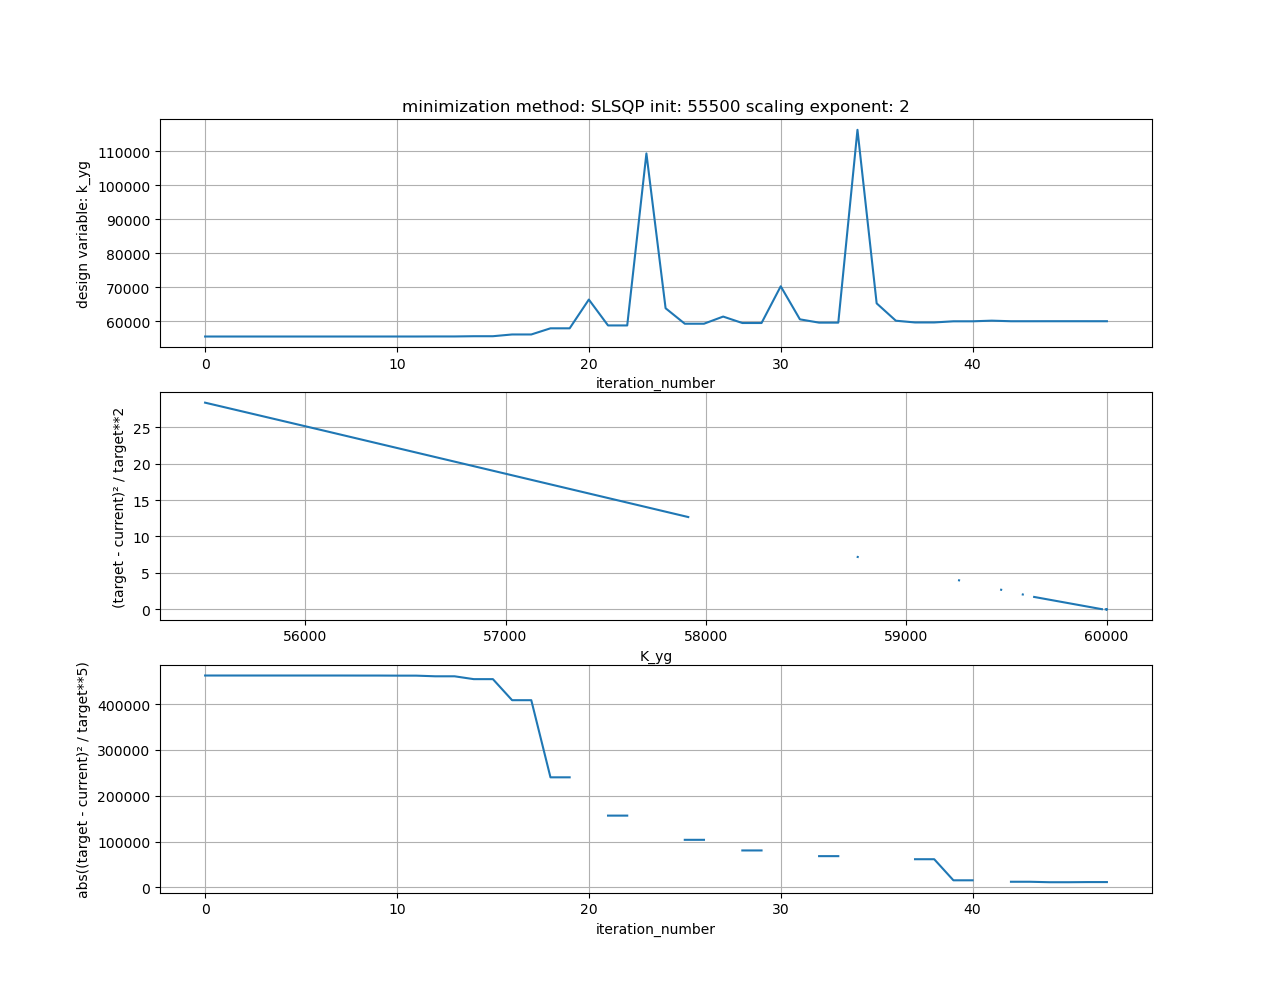 minimization method: SLSQP init: 55500 scaling exponent: 2
design variable: k_yg
110000
100000
90000
80000
70000
60000
0 10 20 30 40
iteration_number
(target - current)² / target**2
25
20
15
10
5
0
56000 57000 58000 59000 60000
K_yg
abs((target - current)² / target**5)
400000
300000
200000
100000
0
0 10 20 30 40
iteration_number